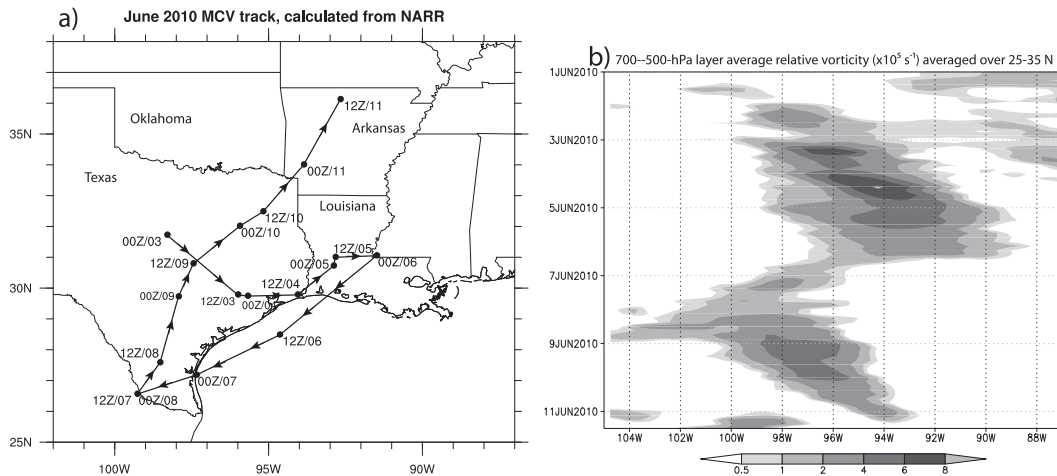 a) June 2010 MCV track, calculated from NARR
12Z/11
Oklahoma
Arkansas
35N
00Z/11
Texas
12Z/10
Louisiana
00Z/10
00Z/03
12Z/05
12Z/09
00Z/05
00Z/06
30N
00Z/09
12Z/03
00Z/04
12Z/04
12Z/06
12Z/08
00Z/07
12Z/07
00Z/08
25N
100W 95W 90W
b) 700--500-hPa layer average relative vorticity (x10⁵ s⁻¹) averaged over 25-35 N
1JUN2010
3JUN2010
5JUN2010
7JUN2010
9JUN2010
11JUN2010
104W 102W 100W 98W 96W 94W 92W 90W 88W
0.5 1 2 4 6 8